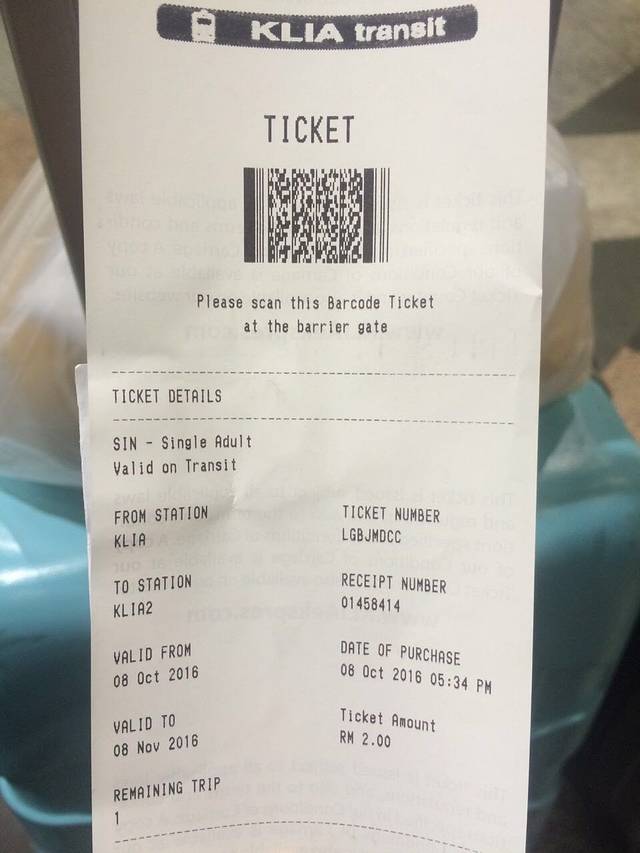 KLIA transit
TICKET
Please scan this Barcode Ticket
at the barrier gate
TICKET DETAILS
SIN - Single Adult
Valid on Transit
FROM STATION
KLIA
TICKET NUMBER
LGBJMDCC
TO STATION
KLIA2
RECEIPT NUMBER
01458414
VALID FROM
08 Oct 2016
DATE OF PURCHASE
08 Oct 2016 05:34 PM
VALID TO
08 Nov 2016
Ticket Amount
RM 2.00
REMAINING TRIP
1